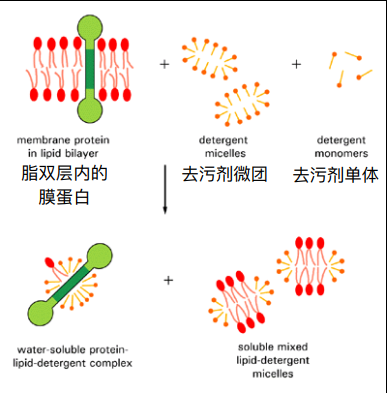 membrane protein
in lipid bilayer
脂双层内的
膜蛋白
+
detergent
micelles
去污剂微团
+
detergent
monomers
去污剂单体
water-soluble protein-
lipid-detergent complex
+
soluble mixed
lipid-detergent
micelles